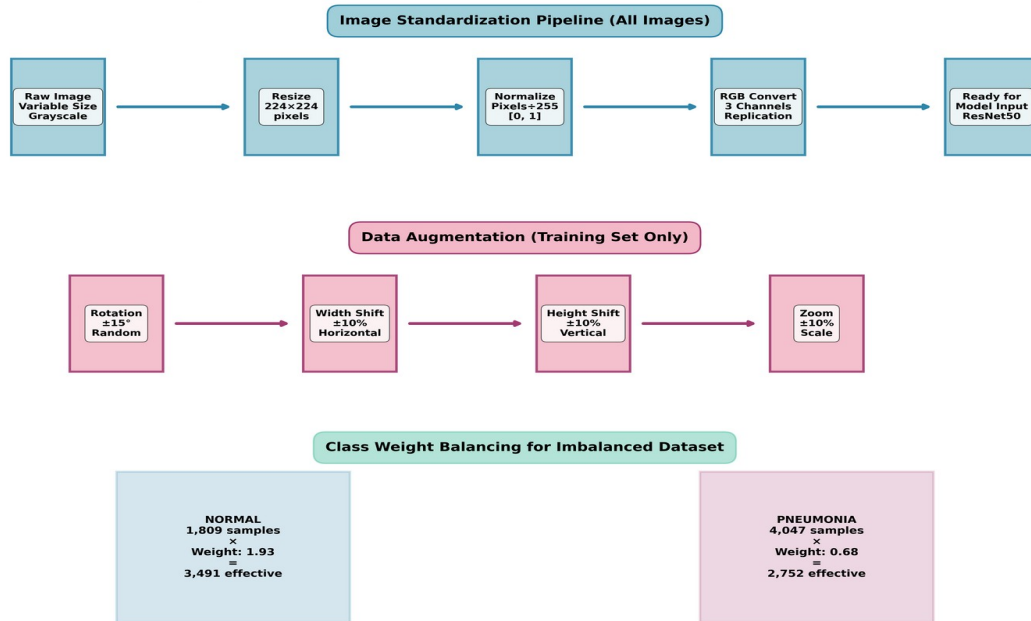 Image Standardization Pipeline (All Images)
Raw Image
Variable Size
Grayscale
Resize
224×224
pixels
Normalize
Pixels÷255
[0, 1]
RGB Convert
3 Channels
Replication
Ready for
Model Input
ResNet50
Data Augmentation (Training Set Only)
Rotation
±15°
Random
Width Shift
±10%
Horizontal
Height Shift
±10%
Vertical
Zoom
±10%
Scale
Class Weight Balancing for Imbalanced Dataset
NORMAL
1,809 samples
×
Weight: 1.93
=
3,491 effective
PNEUMONIA
4,047 samples
×
Weight: 0.68
=
2,752 effective